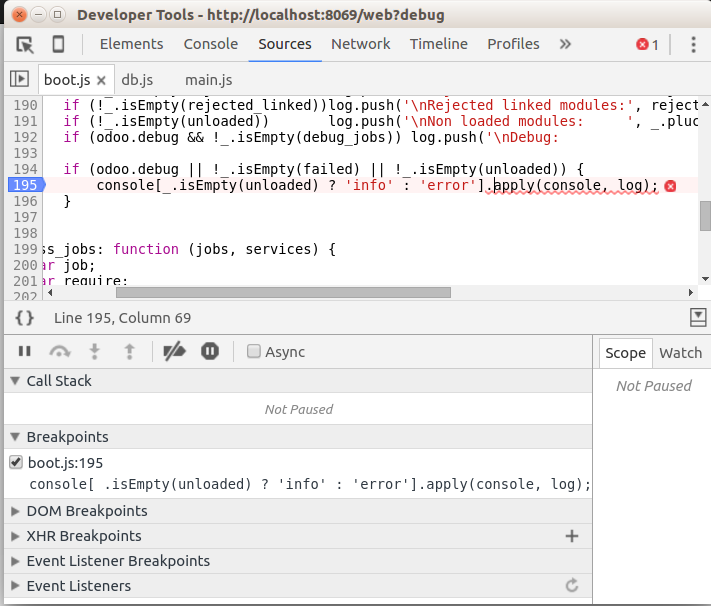 Developer Tools - http://localhost:8069/web?debug
Elements Console Sources Network Timeline Profiles » 1
boot.js × db.js main.js
190 if (!_.isEmpty(rejected_linked))log.push('\nRejected linked modules:', reject
191 if (!_.isEmpty(unloaded)) log.push('\nNon loaded modules: ', _.pluc
192 if (odoo.debug && !_.isEmpty(debug_jobs)) log.push('\nDebug:
193
194 if (odoo.debug || !_.isEmpty(failed) || !_.isEmpty(unloaded)) {
195 console[_.isEmpty(unloaded) ? 'info' : 'error'].apply(console, log);
196 }
197
198
199 ss_jobs: function (jobs, services) {
200 ar job;
201 ar require;
202
{} Line 195, Column 69
Async
Scope Watch
Call Stack
Not Paused
Not Paused
Breakpoints
boot.js:195
console[ .isEmpty(unloaded) ? 'info' : 'error'].apply(console, log);
DOM Breakpoints
XHR Breakpoints +
Event Listener Breakpoints
Event Listeners